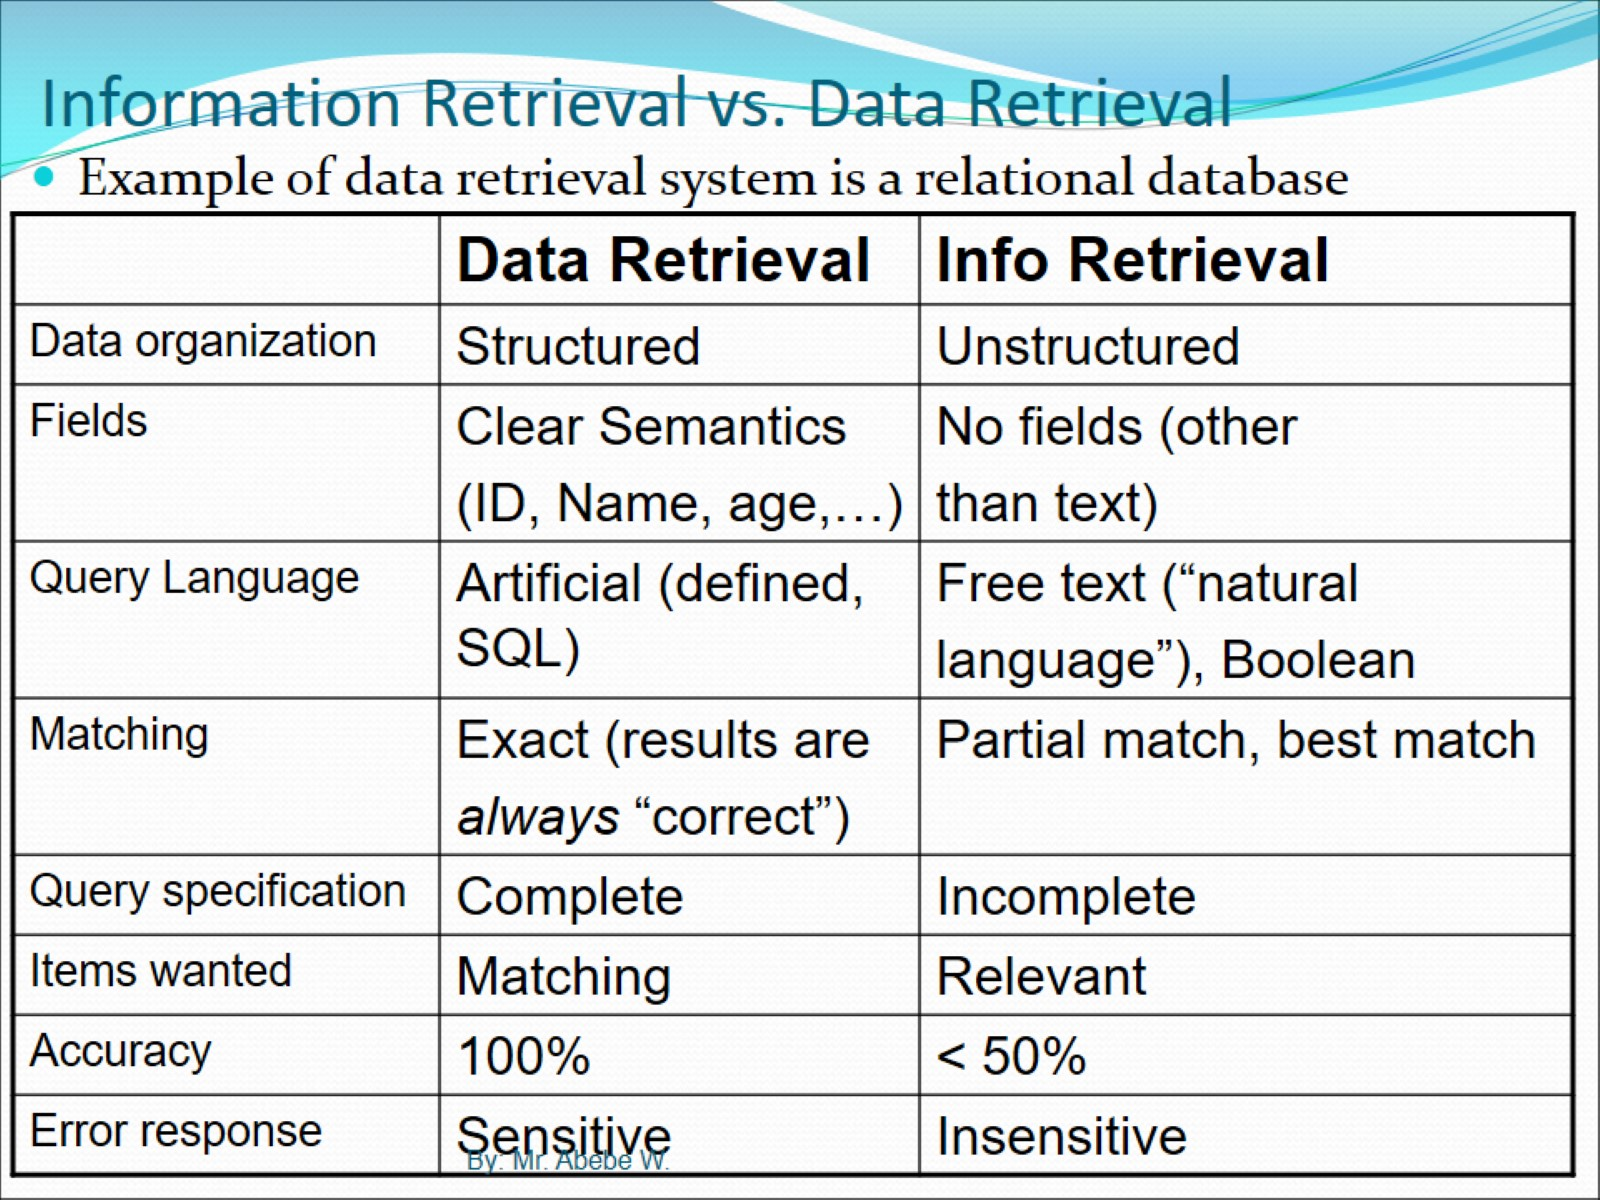 Information Retrieval vs. Data Retrieval
• Example of data retrieval system is a relational database
Data Retrieval Info Retrieval
Data organization Structured Unstructured
Fields Clear Semantics No fields (other
(ID, Name, age,…) than text)
Query Language Artificial (defined, Free text (“natural
SQL) language”), Boolean
Matching Exact (results are Partial match, best match
always “correct”)
Query specification Complete Incomplete
Items wanted Matching Relevant
Accuracy 100% < 50%
Error response Sensitive Insensitive
By: Mr. Abebe W.